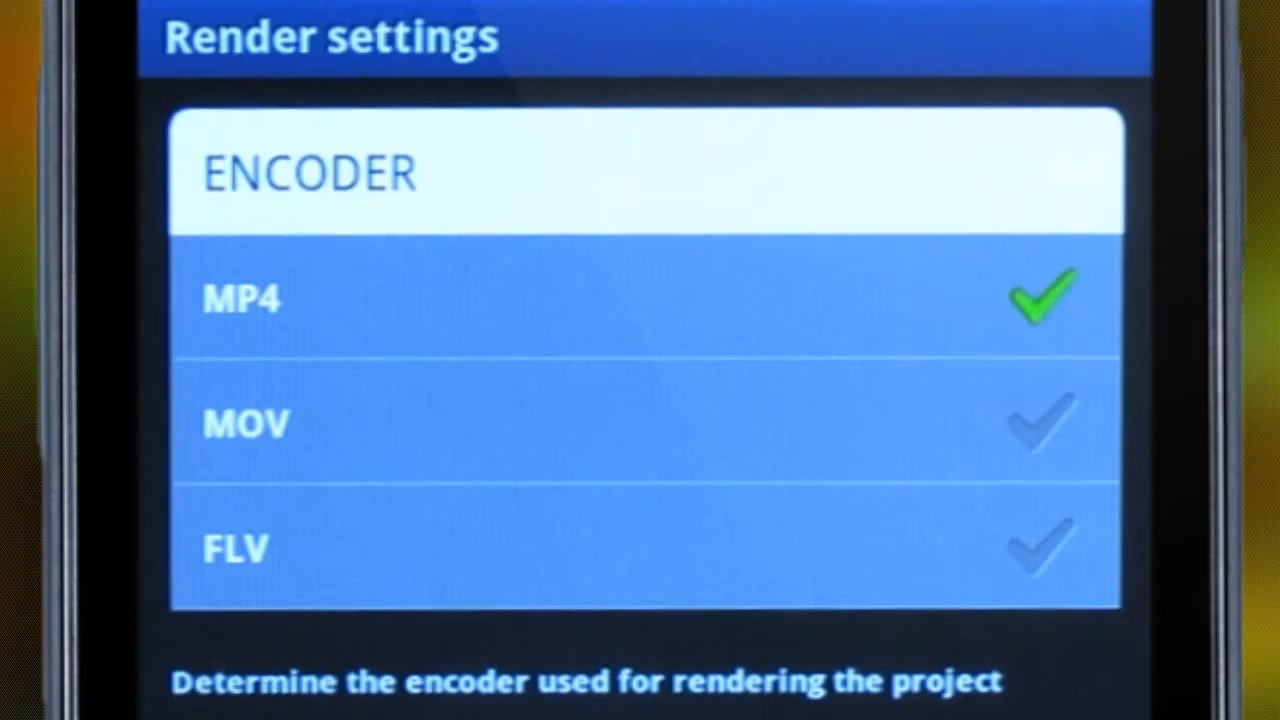 Render settings
ENCODER
MP4
MOV
FLV
Determine the encoder used for rendering the project